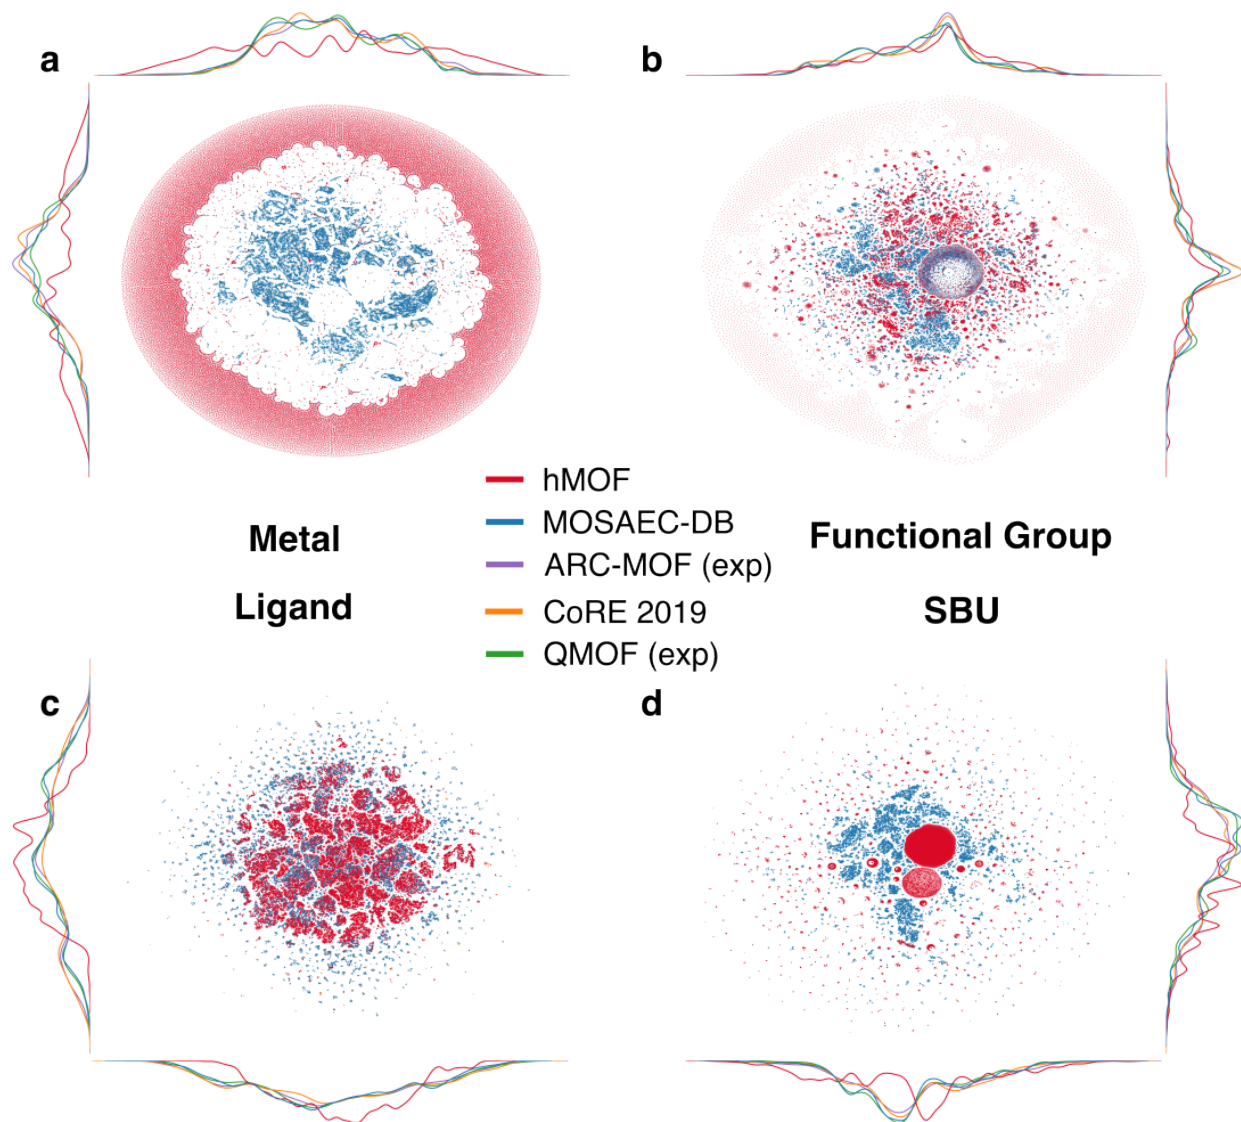 a
b
hMOF
MOSAEC-DB
ARC-MOF (exp)
CoRE 2019
QMOF (exp)
Metal
Functional Group
Ligand
SBU
c
d